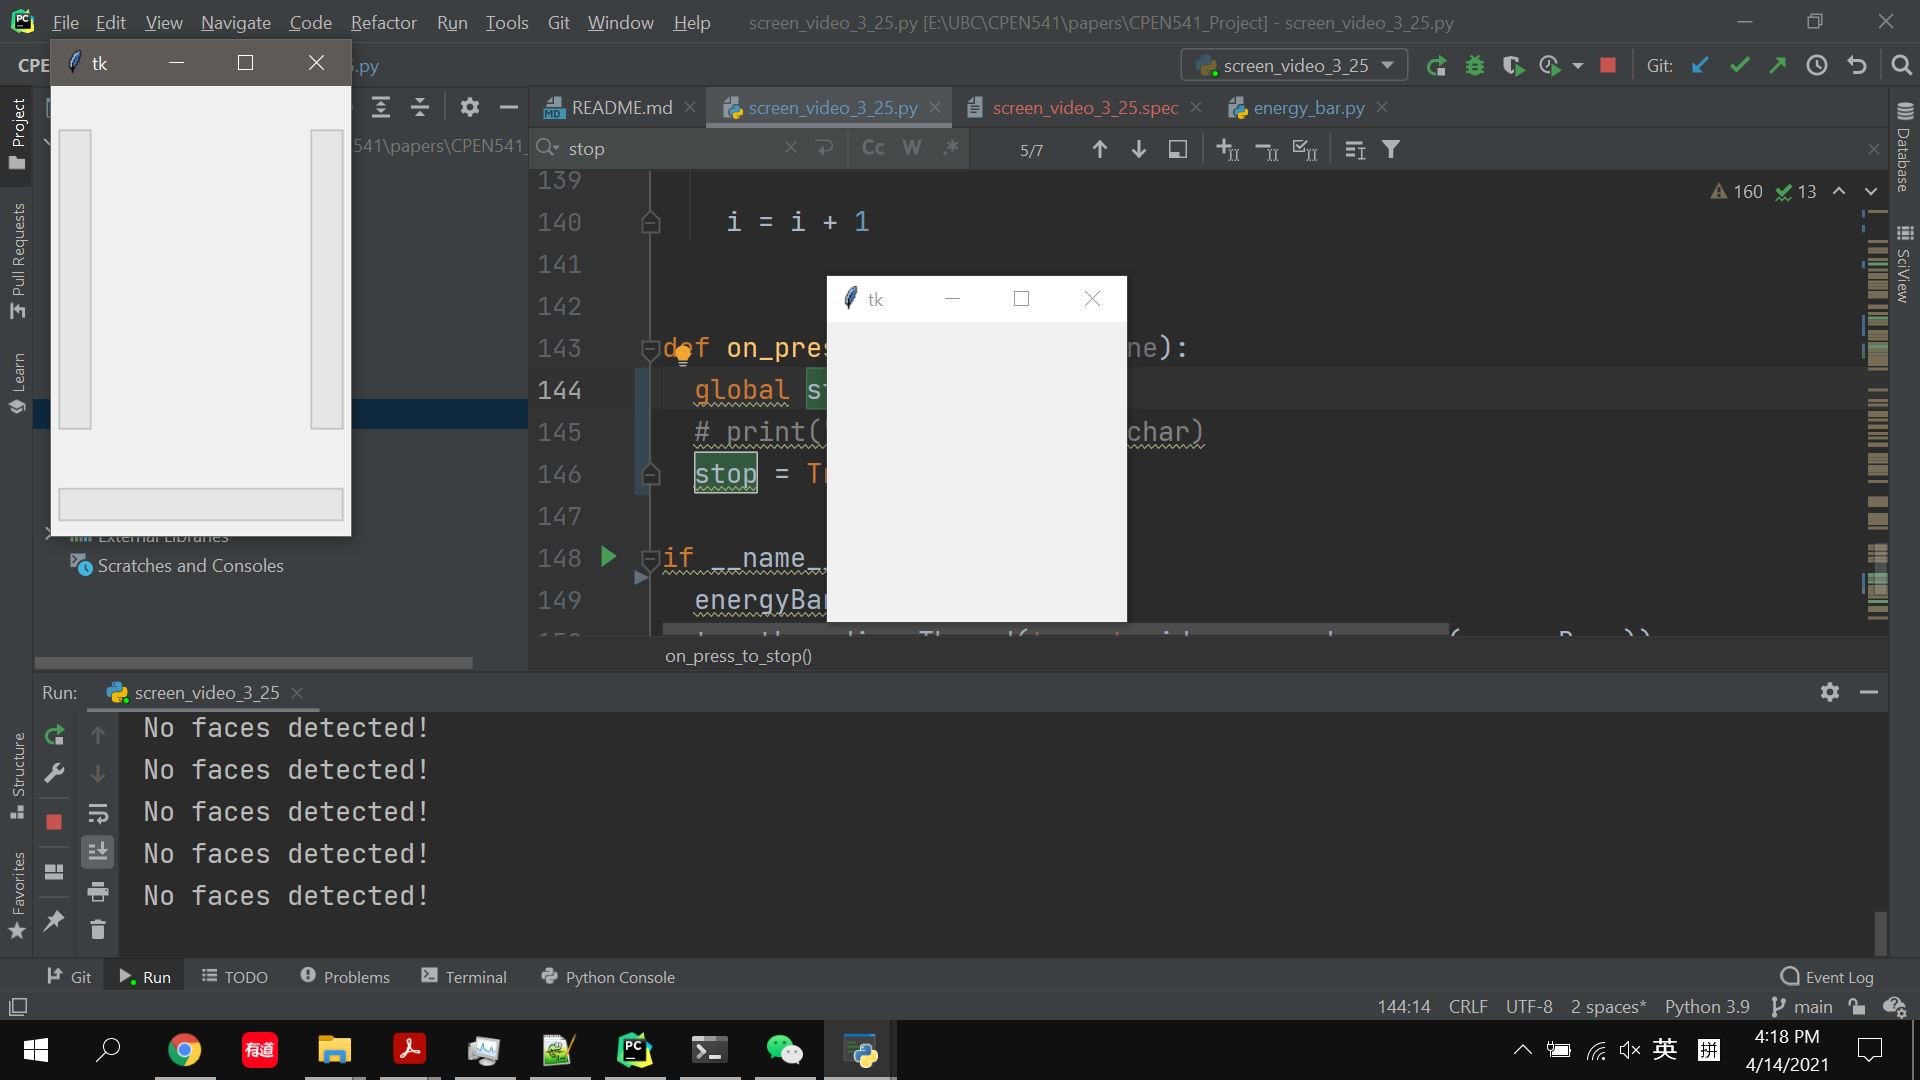 File Edit View Navigate Code Refactor Run Tools Git Window Help screen_video_3_25.py [E:\UBC\CPEN541\papers\CPEN541_Project] - screen_video_3_25.py
tk
CPE
.py
screen_video_3_25
Git:
README.md
screen_video_3_25.py
screen_video_3_25.spec
energy_bar.py
541\papers\CPEN541_
stop
Cc W .*
5/7
160 13
139
140 i = i + 1
141
142
tk
143 def on_pres ne):
144 global st
145 # print(' char)
146 stop = Tr
147
148 if __name_
149 energyBar
on_press_to_stop()
External Libraries
Scratches and Consoles
Project
Pull Requests
Learn
Structure
Favorites
Database
SciView
Run: screen_video_3_25
No faces detected!
No faces detected!
No faces detected!
No faces detected!
No faces detected!
Git Run TODO Problems Terminal Python Console Event Log
144:14 CRLF UTF-8 2 spaces* Python 3.9 main
有道
PC
英 拼
4:18 PM
4/14/2021